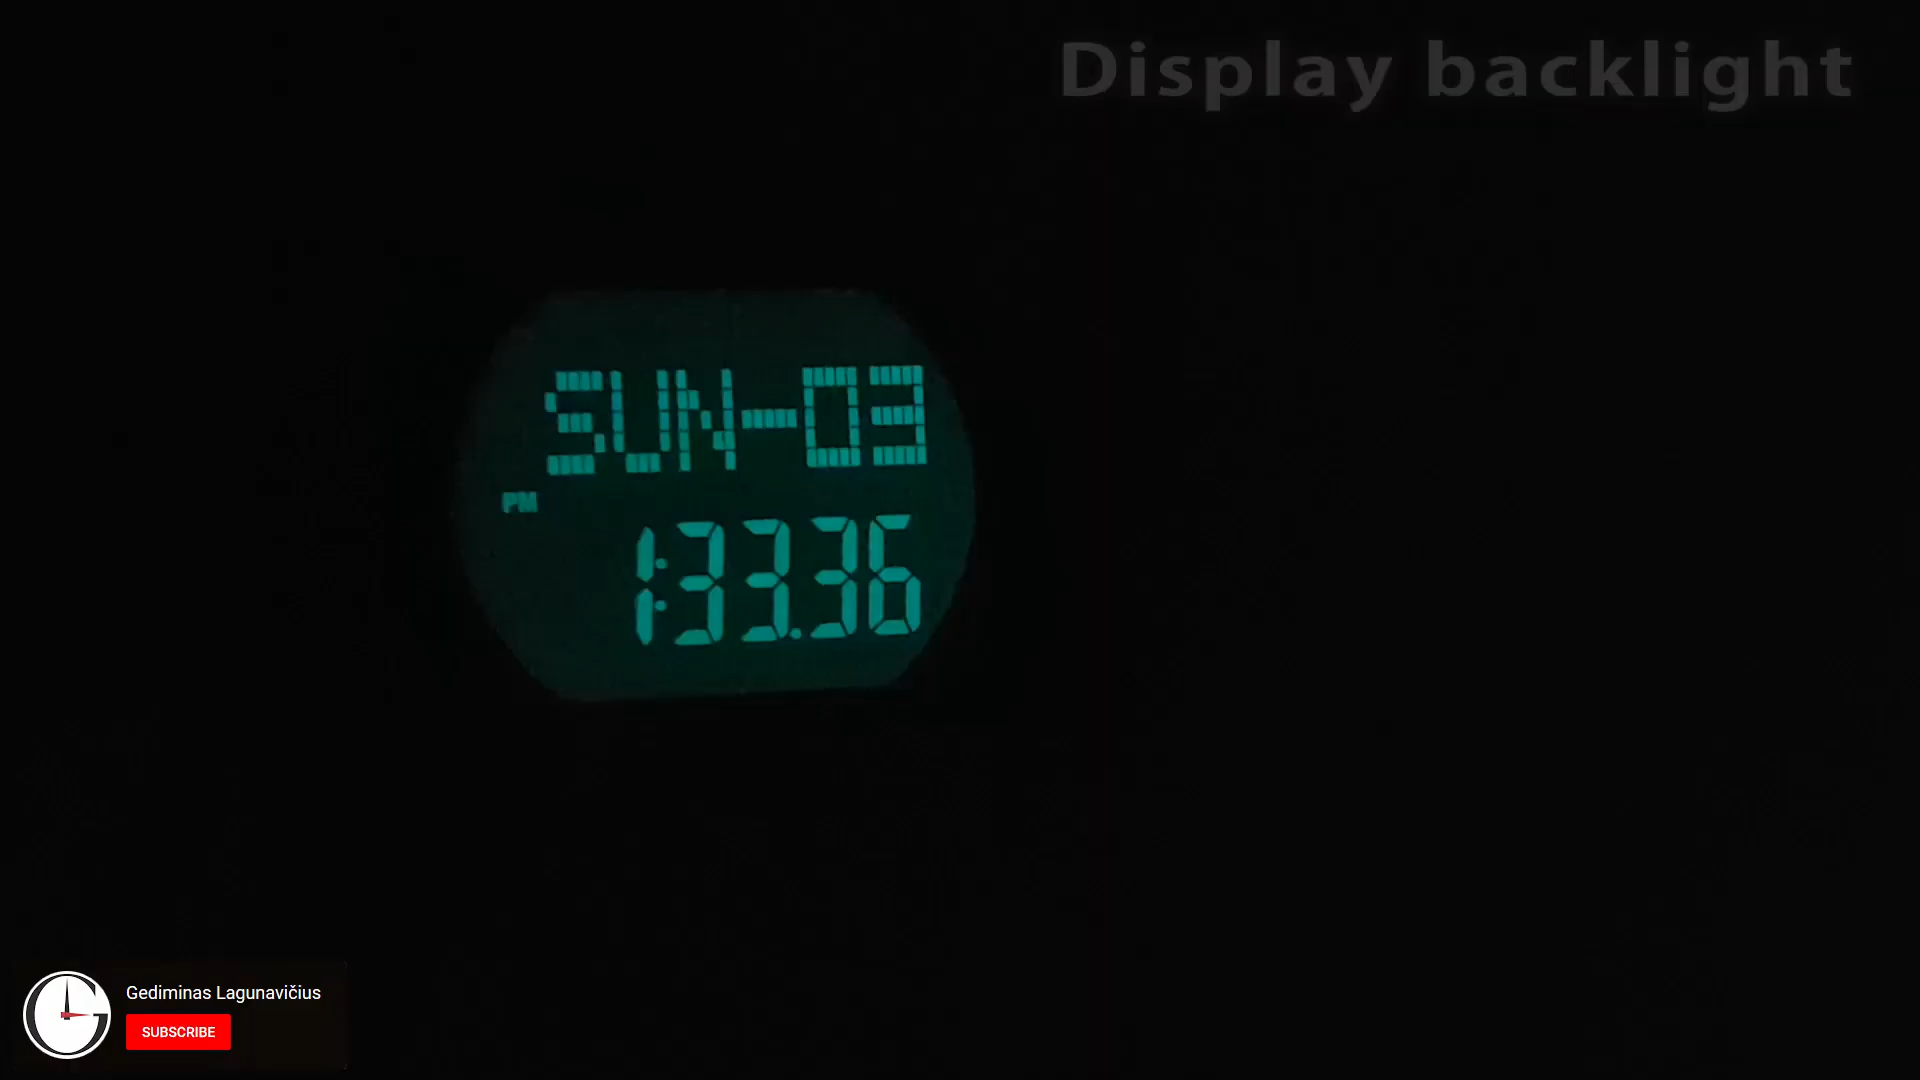 Display backlight
SUN-03
PM
1:33.36
Gediminas Lagunavičius
SUBSCRIBE